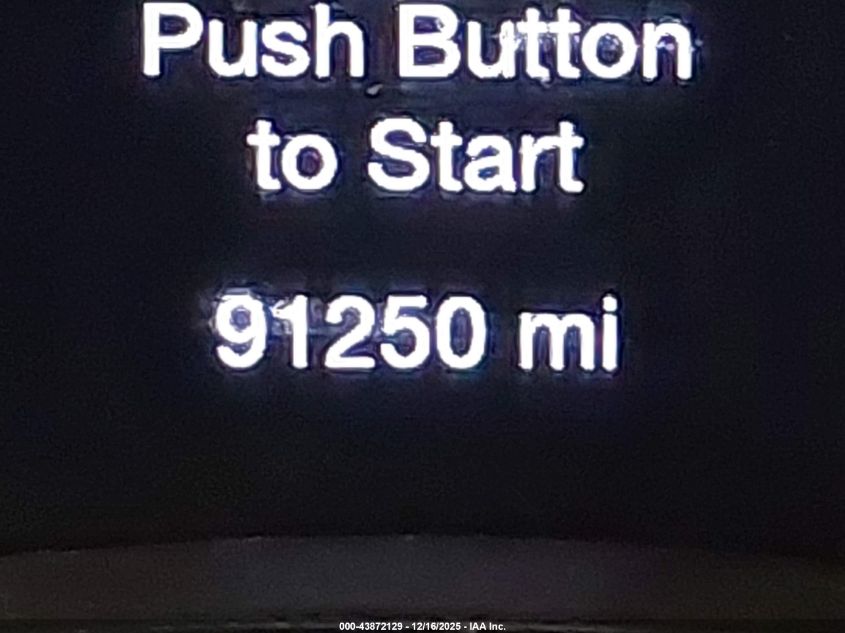 Push Button
to Start
91250 mi
000-43872129 - 12/16/2025 - IAA Inc.